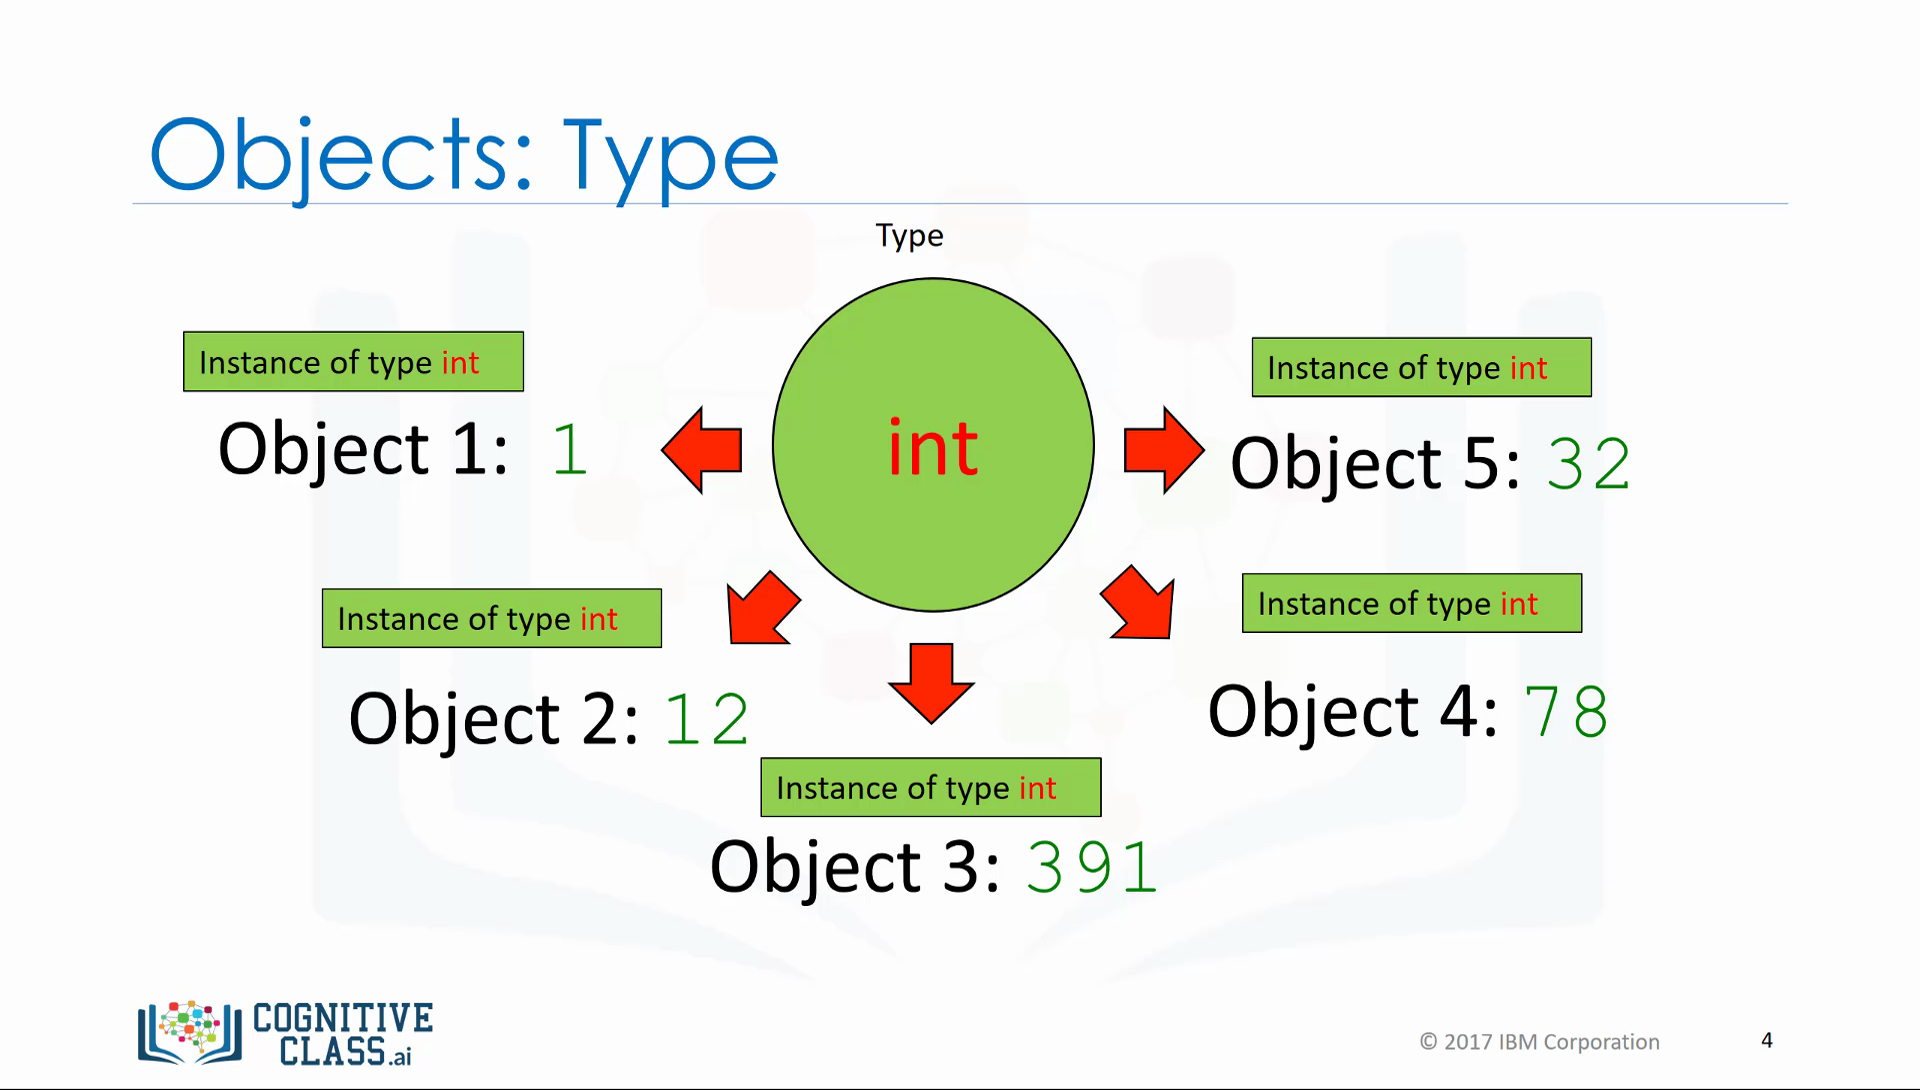 Objects: Type
Type
Instance of type int
Object 1: 1
int
Instance of type int
Object 5: 32
Instance of type int
Object 2: 12
Instance of type int
Object 4: 78
Instance of type int
Object 3: 391
COGNITIVE
CLASS.ai
© 2017 IBM Corporation
4